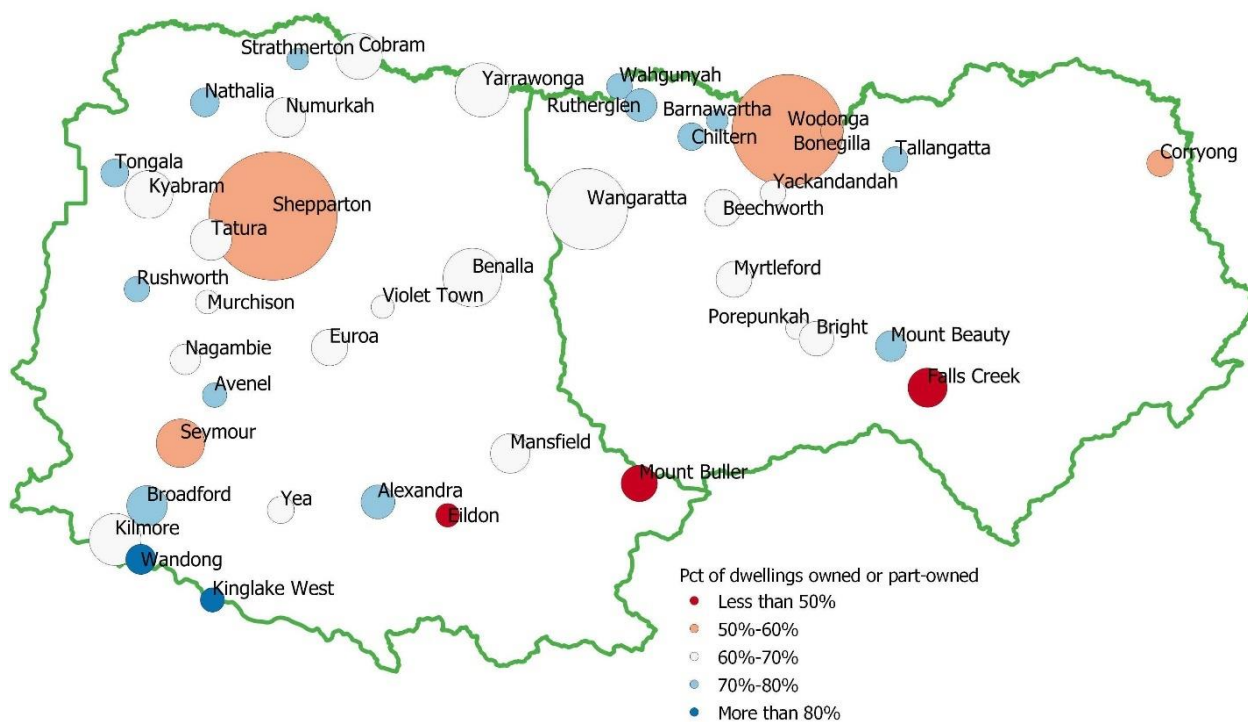 Strathmerton
Cobram
Nathalia
Numurkah
Yarrawonga
Wahgunyah
Rutherglen
Barnawartha
Chiltern
Wodonga
Bonegilla
Tallangatta
Corryong
Tongala
Kyabram
Shepparton
Tatura
Wangaratta
Yackandandah
Beechworth
Rushworth
Murchison
Benalla
Violet Town
Myrtleford
Nagambie
Euroa
Porepunkah
Bright
Mount Beauty
Avenel
Falls Creek
Seymour
Mansfield
Mount Buller
Broadford
Yea
Alexandra
Eildon
Kilmore
Wandong
Kinglake West
Pct of dwellings owned or part-owned
Less than 50%
50%-60%
60%-70%
70%-80%
More than 80%